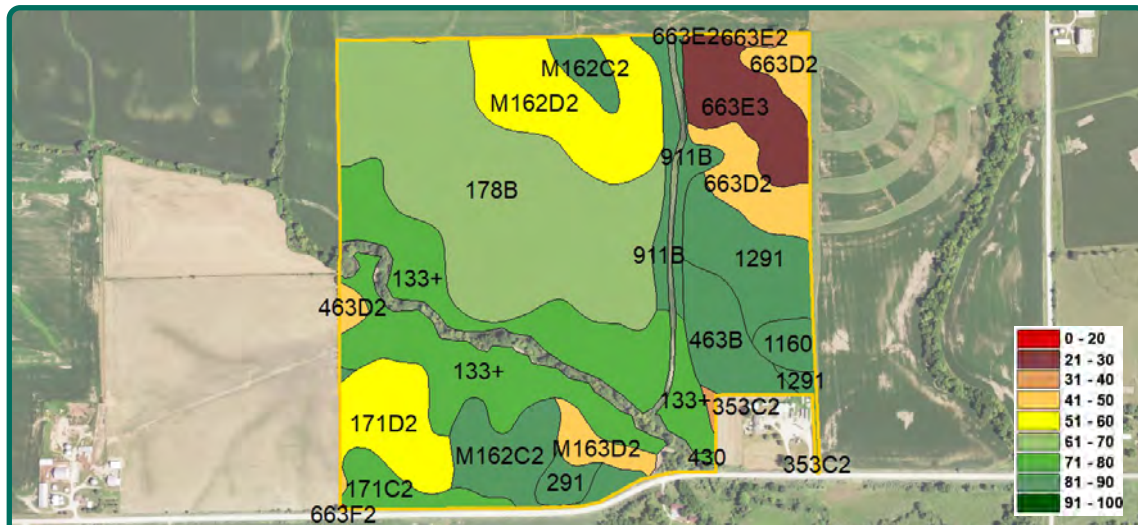 663E2
663E2
663D2
M162C2
M162D2
663E3
911B
663D2
178B
911B
1291
133+
463D2
463B
1160
133+
1291
133+
353C2
171D2
M162C2
M163D2
430
353C2
171C2
291
663F2
0 - 20
21 - 30
31 - 40
41 - 50
51 - 60
61 - 70
71 - 80
81 - 90
91 - 100